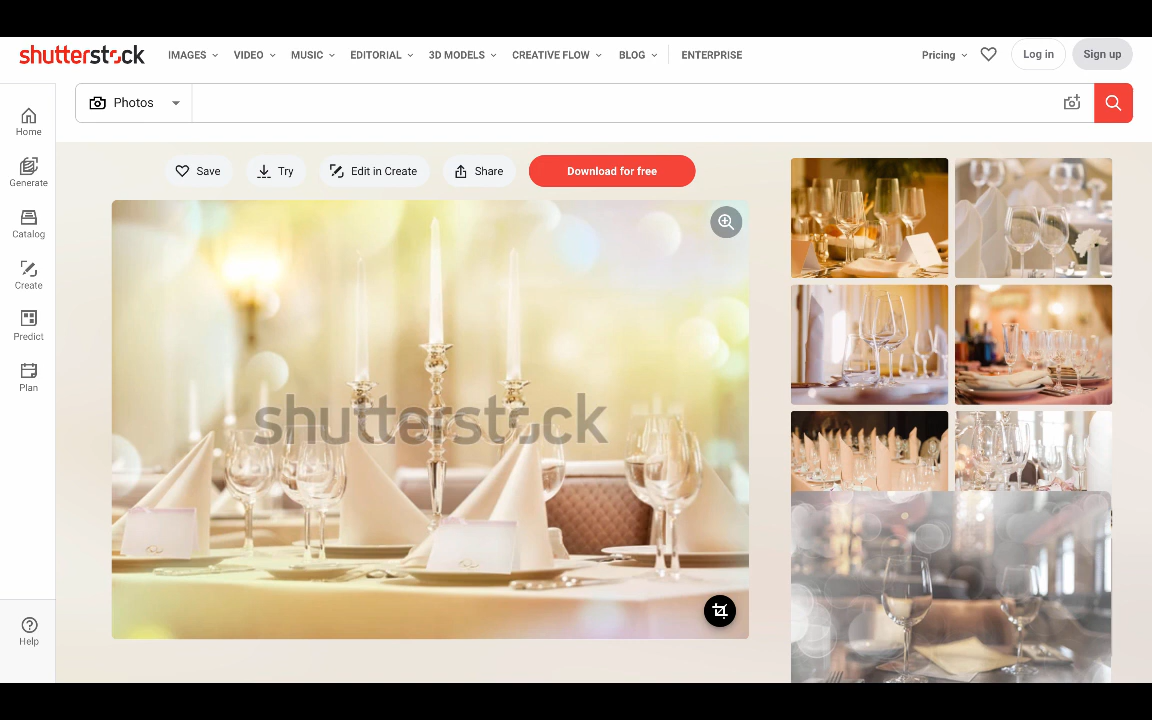 shutterstock
IMAGES
VIDEO
MUSIC
EDITORIAL
3D MODELS
CREATIVE FLOW
BLOG
ENTERPRISE
Pricing
Log in
Sign up
Photos
Home
Generate
Catalog
Create
Predict
Plan
Help
Save
Try
Edit in Create
Share
Download for free
shutterstock